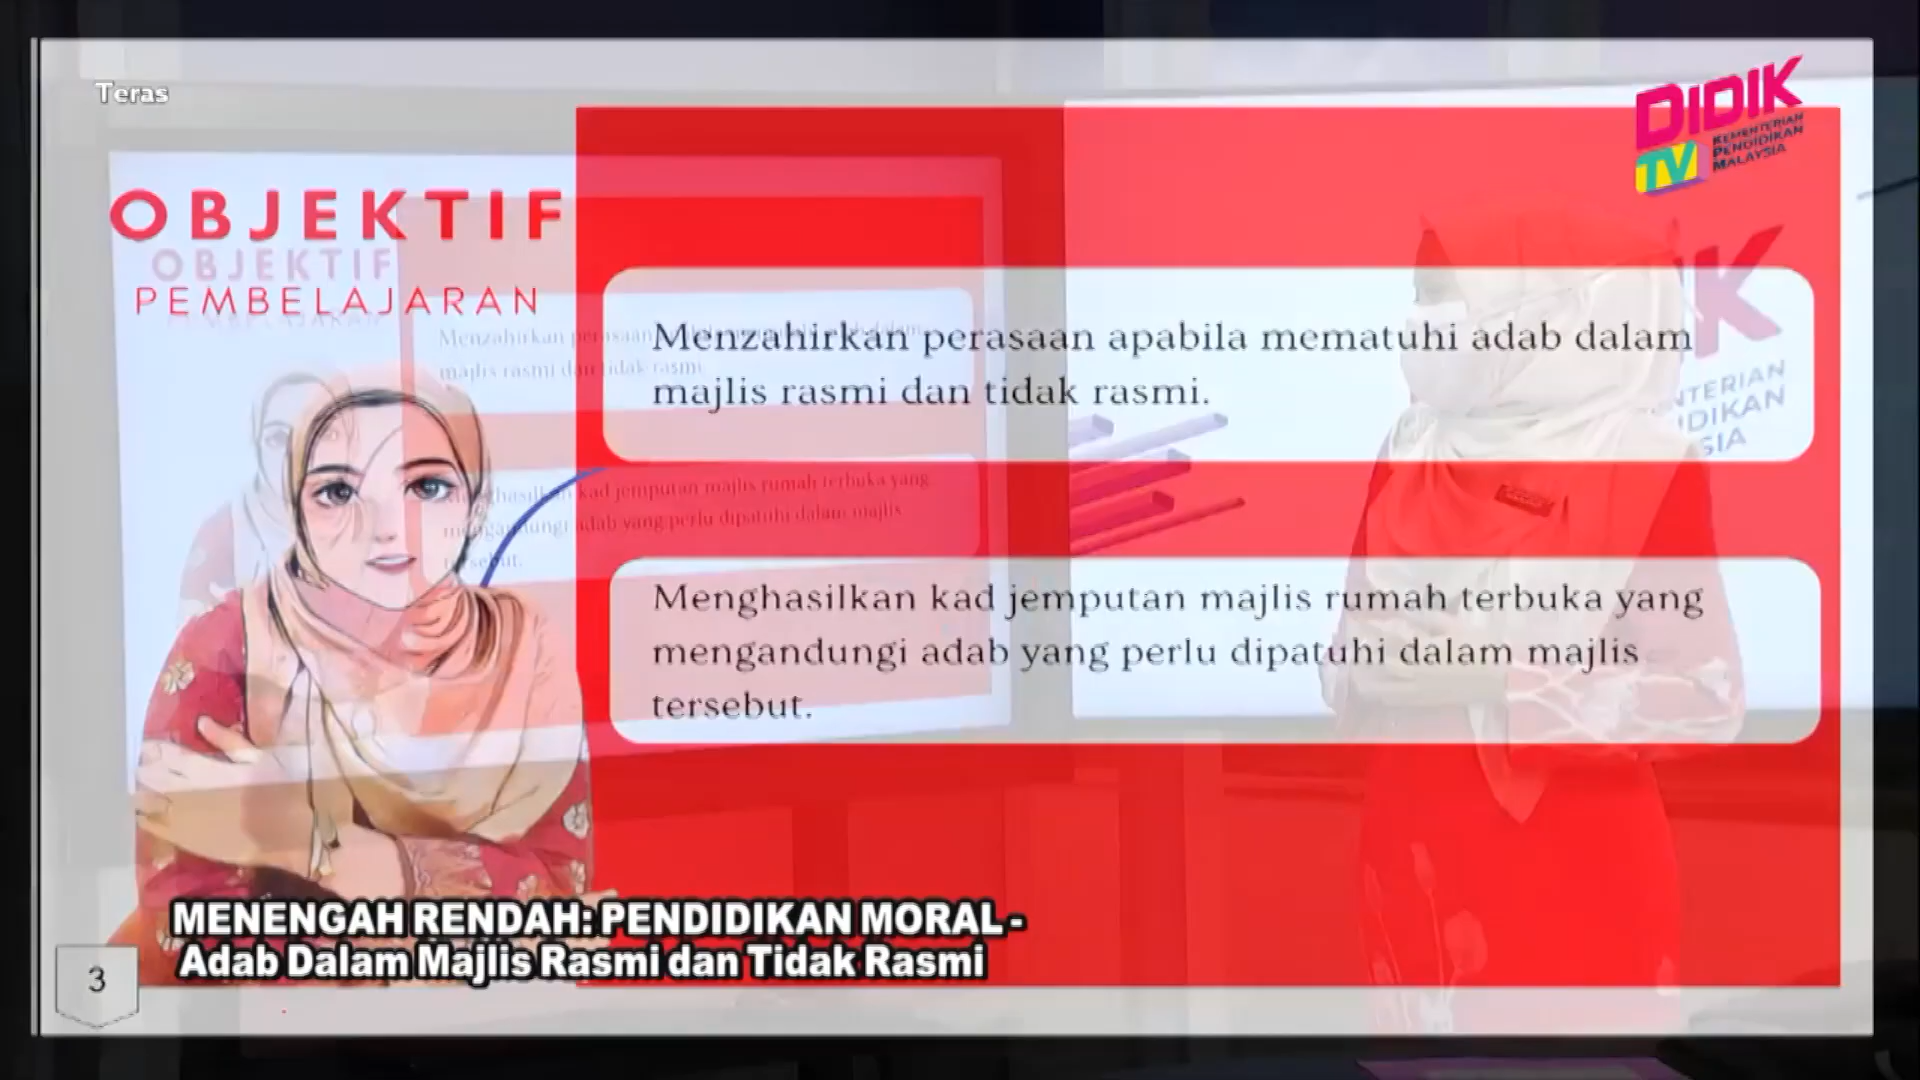 Teras
DIDIK
TV
KEMENTERIAN
PENDIDIKAN
MALAYSIA
OBJEKTIF
OBJEKTIF
PEMBELAJARAN
Menzahirkan perasaan apabila mematuhi adab dalam
majlis rasmi dan tidak rasmi.
Menghasilkan kad jemputan majlis rumah terbuka yang
mengandungi adab yang perlu dipatuhi dalam majlis
tersebut.
MENENGAH RENDAH: PENDIDIKAN MORAL -
Adab Dalam Majlis Rasmi dan Tidak Rasmi
3